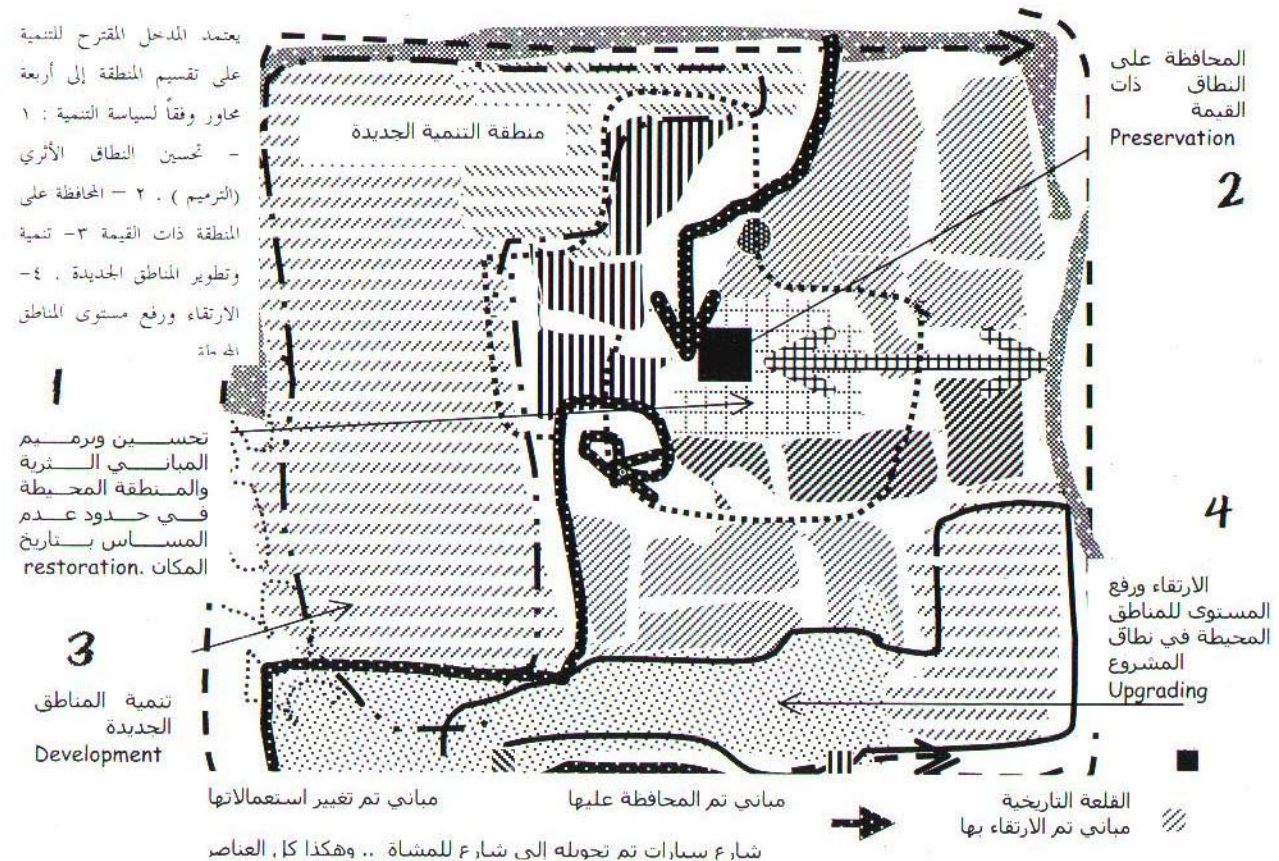 يعتمد المدخل المقترح للتنمية
على تقسيم المنطقة إلى أربعة
محاور وفقاً لسياسة التنمية : ١
- تحسين النطاق الأثري
(الترميم ) . ٢ – المحافظة على
المنطقة ذات القيمة ٣- تنمية
وتطوير المناطق الجديدة . ٤-
الارتقاء ورفع مستوى المناطق
منطقة التنمية الجديدة
المحافظة على
النطاق ذات
القيمة
Preservation
2
1
تحسين وبرميم
المباني الثرية
والمنطقة المحيطة
في حدود عدم
المساس بتاريخ
المكان .restoration
3
تنمية المناطق
الجديدة
Development
4
الارتقاء ورفع
المستوى للمناطق
المحيطة في نطاق
المشروع
Upgrading
القلعة التاريخية
مباني تم المحافظة عليها
مباني تم تغيير استعمالاتها
مباني تم الارتقاء بها
شارع سيارات تم تحويله إلى شارع للمشاة .. وهكذا كل العناصر